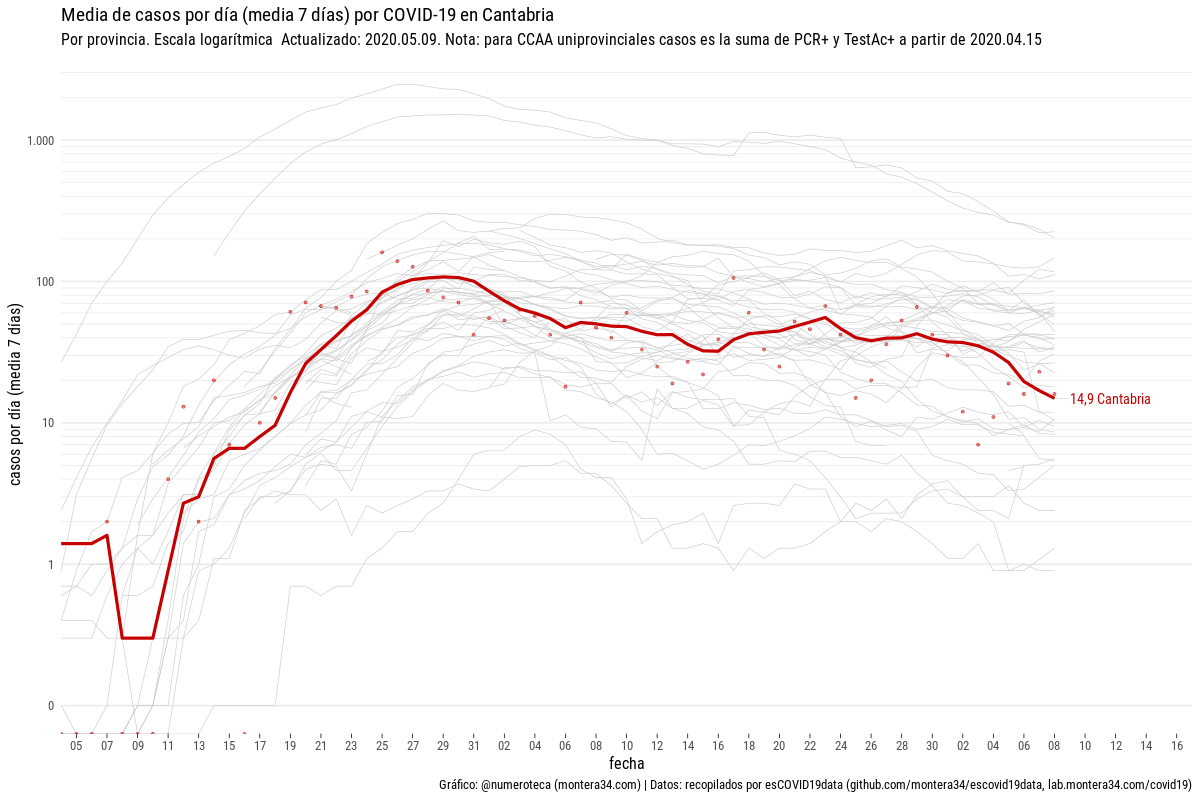 Media de casos por día (media 7 días) por COVID-19 en Cantabria
Por provincia. Escala logarítmica  Actualizado: 2020.05.09. Nota: para CCAA uniprovinciales casos es la suma de PCR+ y TestAc+ a partir de 2020.04.15
casos por día (media 7 días)
1.000
100
10
1
0
14,9 Cantabria
05 07 09 11 13 15 17 19 21 23 25 27 29 31 02 04 06 08 10 12 14 16 18 20 22 24 26 28 30 02 04 06 08 10 12 14 16
fecha
Gráfico: @numeroteca (montera34.com) | Datos: recopilados por esCOVID19data (github.com/montera34/escovid19data, lab.montera34.com/covid19)